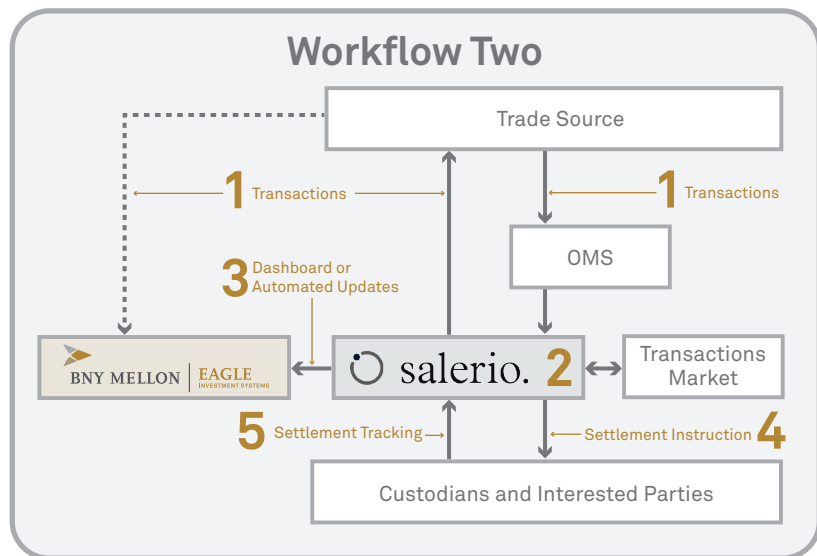 Workflow Two
Trade Source
1 Transactions
1 Transactions
OMS
3 Dashboard or
Automated Updates
BNY MELLON | EAGLE
INVESTMENT SYSTEMS
salerio. 2
Transactions
Market
5 Settlement Tracking
Settlement Instruction 4
Custodians and Interested Parties